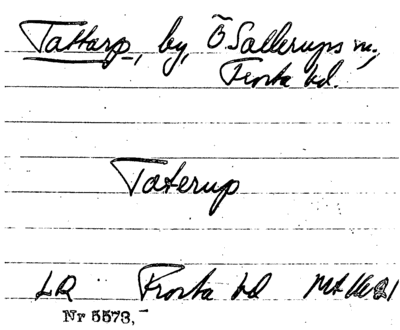 Tattarp, by, Ö Sallerups sn,
Frosta hd.
Taterup
LR Frosta hd
Nr 5573,-